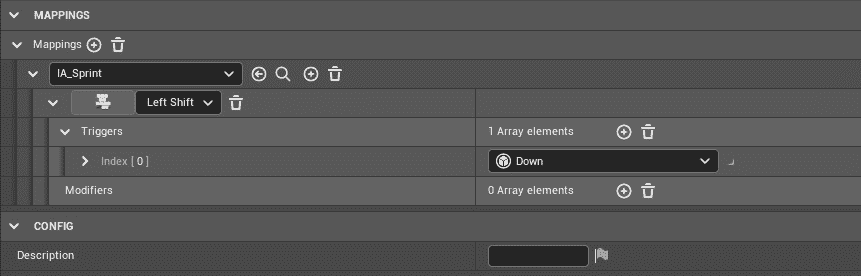 MAPPINGS
Mappings
IA_Sprint
Left Shift
Triggers 1 Array elements
Index [ 0 ] Down
Modifiers 0 Array elements
CONFIG
Description